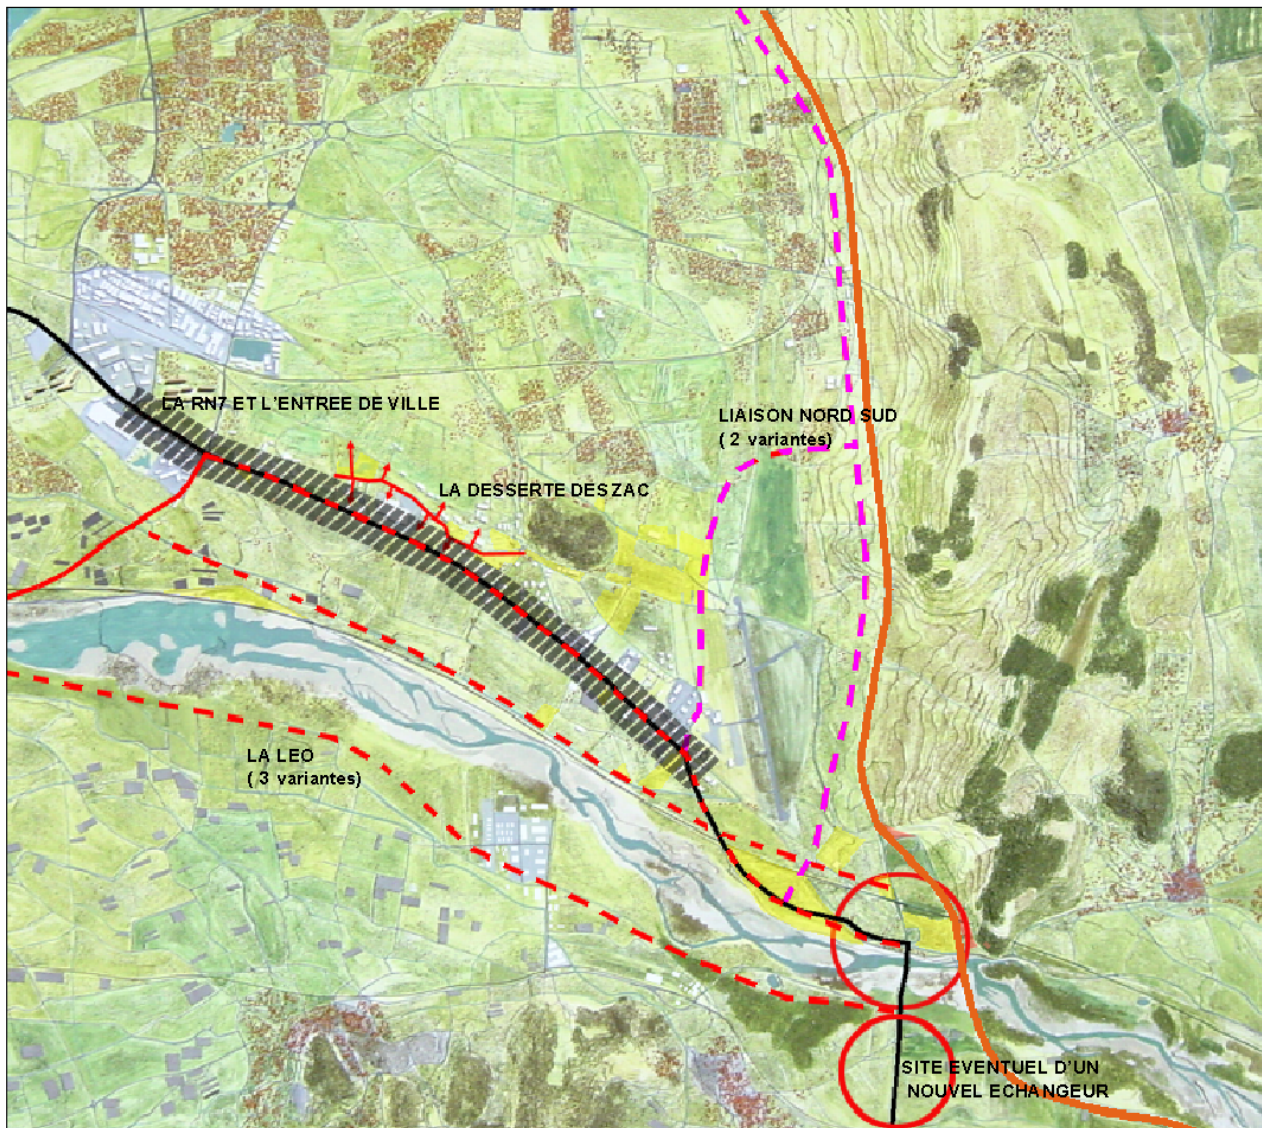 LA RN7 ET L'ENTREE DE VILLE
LIAISON NORD SUD
( 2 variantes)
LA DESSERTE DES ZAC
LA LEO
( 3 variantes)
SITE EVENTUEL D'UN
NOUVEL ECHANGEUR